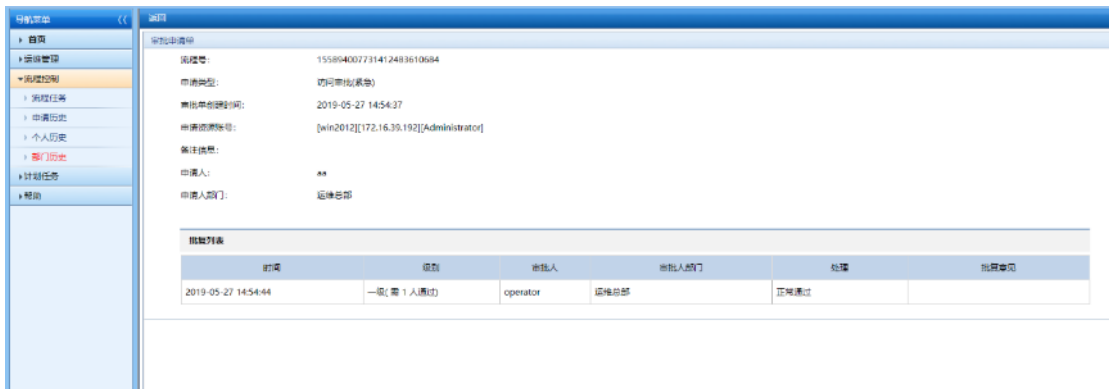 导航菜单
返回
首页
审批申请单
运维管理
流程号: 155894007731412483610684
流程控制
申请类型: 访问审批(紧急)
流程任务
审批单创建时间: 2019-05-27 14:54:37
申请历史
申请资源账号: [win2012][172.16.39.192][Administrator]
个人历史
备注信息:
部门历史
申请人: aa
计划任务
申请人部门: 运维总部
帮助
批复列表
时间 级别 审批人 审批人部门 处理 批复意见
2019-05-27 14:54:44 一级( 需 1 人通过) operator 运维总部 正常通过